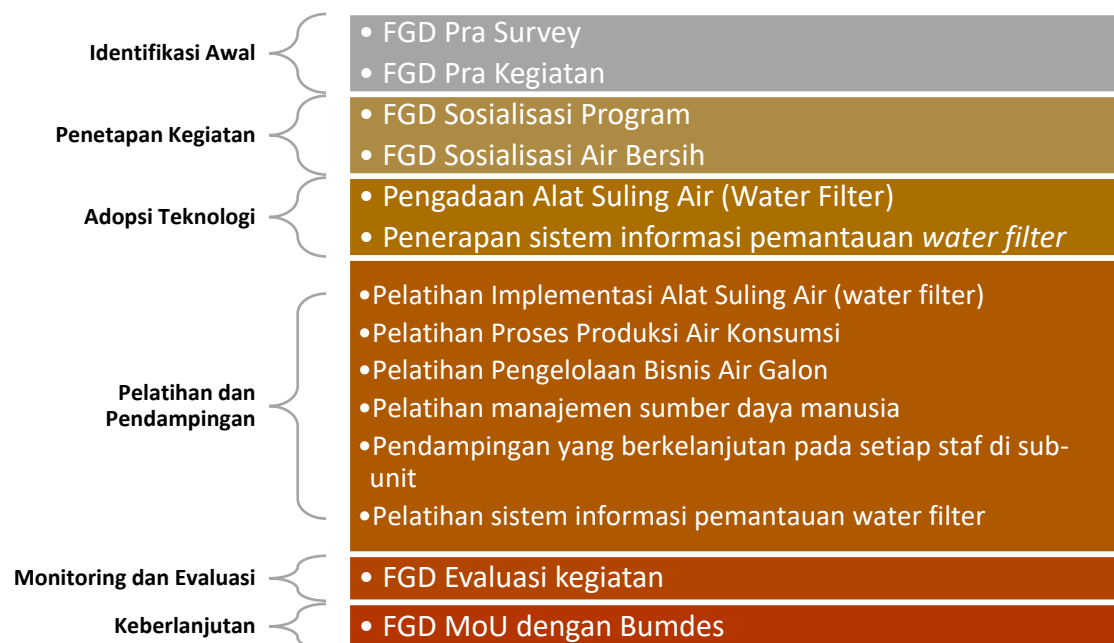 Identifikasi Awal
• FGD Pra Survey
• FGD Pra Kegiatan
Penetapan Kegiatan
• FGD Sosialisasi Program
• FGD Sosialisasi Air Bersih
Adopsi Teknologi
• Pengadaan Alat Suling Air (Water Filter)
• Penerapan sistem informasi pemantauan water filter
Pelatihan dan
Pendampingan
•Pelatihan Implementasi Alat Suling Air (water filter)
•Pelatihan Proses Produksi Air Konsumsi
•Pelatihan Pengelolaan Bisnis Air Galon
•Pelatihan manajemen sumber daya manusia
•Pendampingan yang berkelanjutan pada setiap staf di sub-
unit
•Pelatihan sistem informasi pemantauan water filter
Monitoring dan Evaluasi
• FGD Evaluasi kegiatan
Keberlanjutan
• FGD MoU dengan Bumdes